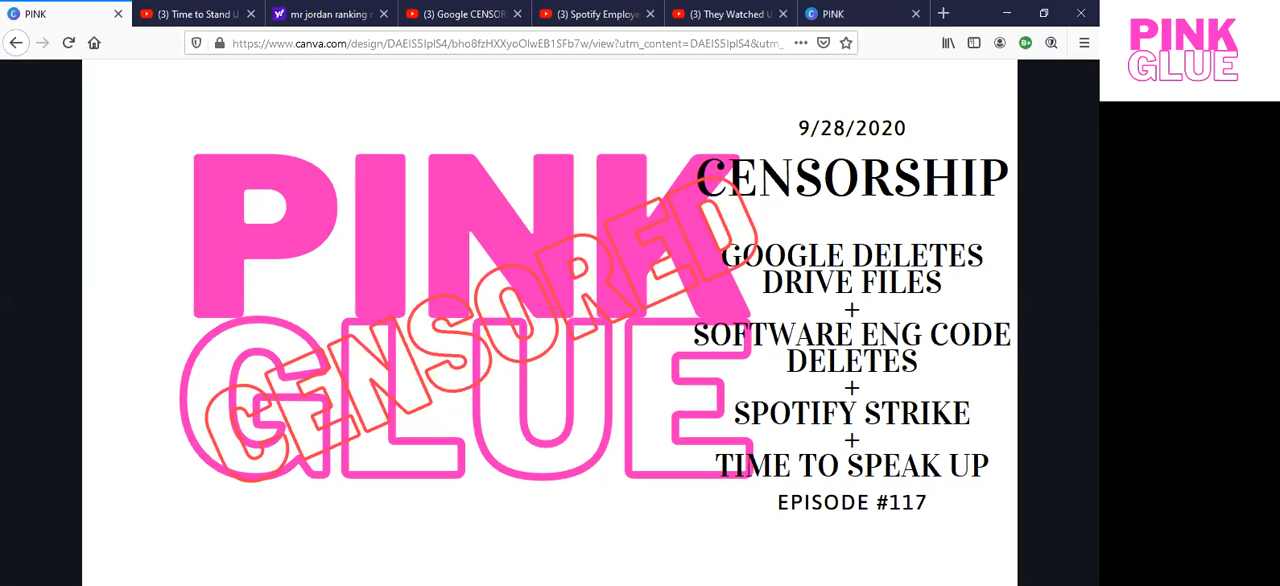 PINK
(3) Time to Stand U
mr jordan ranking m
(3) Google CENSOR
(3) Spotify Employe
(3) They Watched U
PINK
https://www.canva.com/design/DAEIS5IplS4/bho8fzHXXyoOlwEB1SFb7w/view?utm_content=DAEIS5IplS4&utm_
PINK
GLUE
9/28/2020
CENSORSHIP
PINK
GLUE
CENSORED
GOOGLE DELETES
DRIVE FILES
+
SOFTWARE ENG CODE
DELETES
+
SPOTIFY STRIKE
+
TIME TO SPEAK UP
EPISODE #117